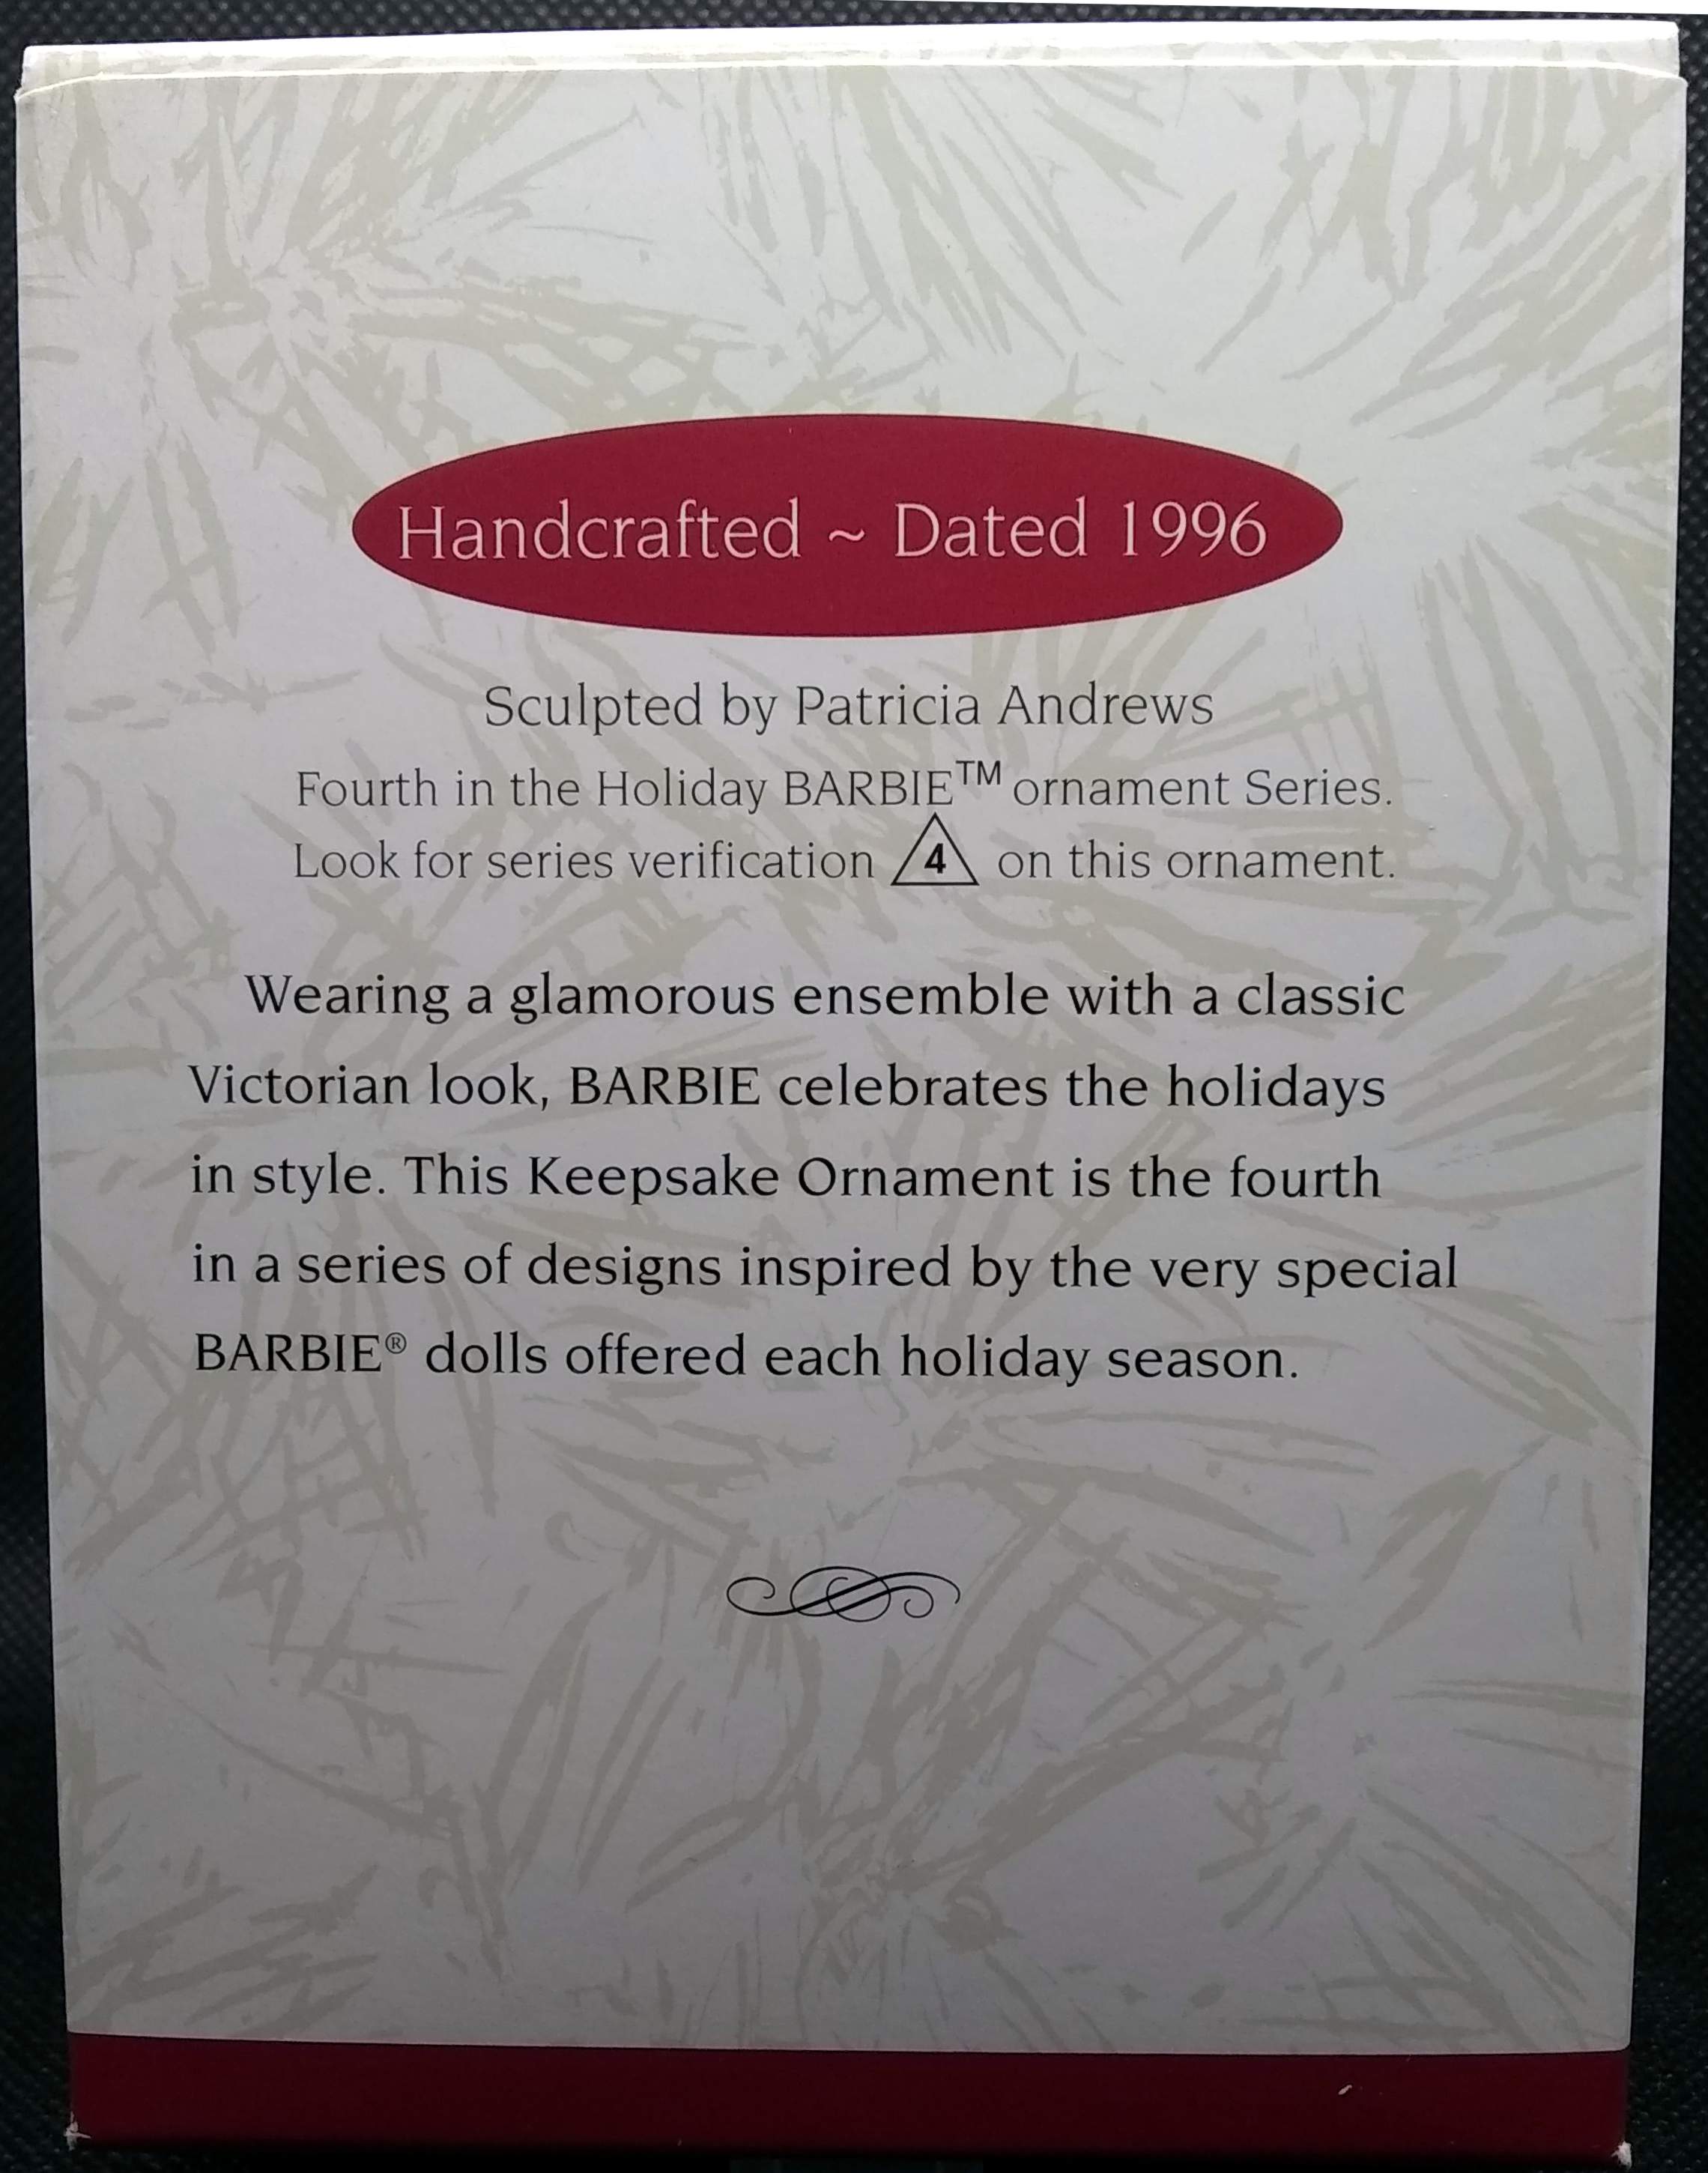 Handcrafted ~ Dated 1996
Sculpted by Patricia Andrews
Fourth in the Holiday BARBIE™ ornament Series.
Look for series verification 4 on this ornament.
Wearing a glamorous ensemble with a classic
Victorian look, BARBIE celebrates the holidays
in style. This Keepsake Ornament is the fourth
in a series of designs inspired by the very special
BARBIE® dolls offered each holiday season.